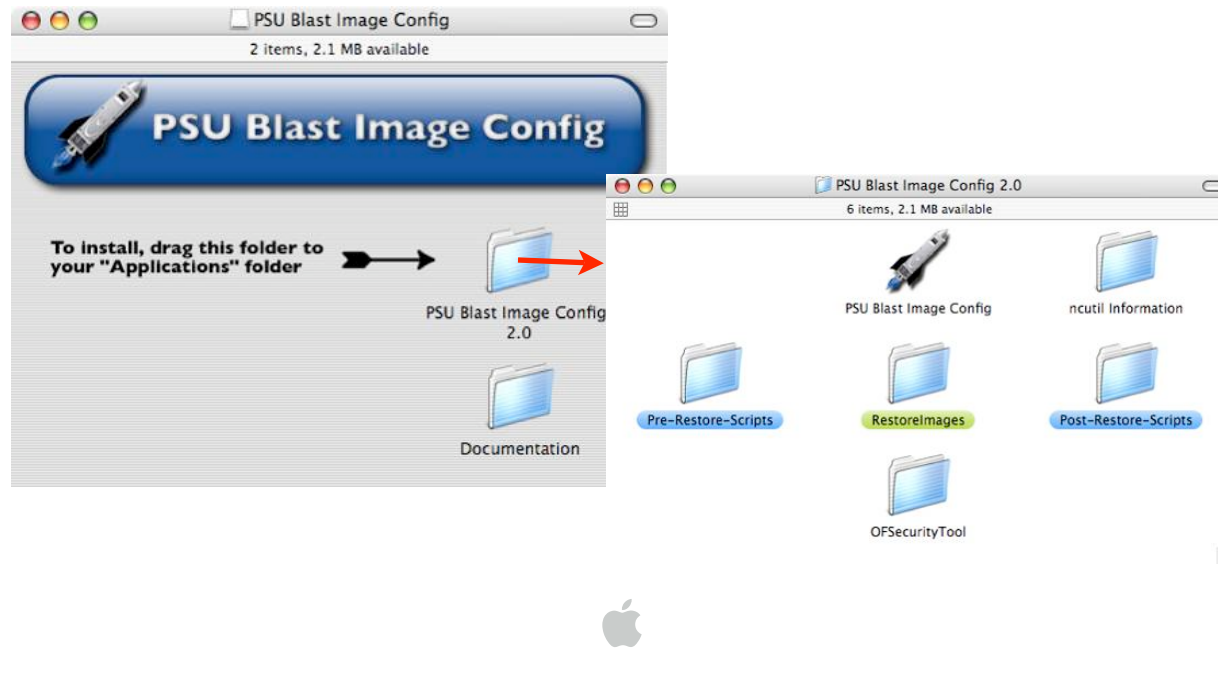 PSU Blast Image Config
2 items, 2.1 MB available
PSU Blast Image Config
To install, drag this folder to
your "Applications" folder
PSU Blast Image Config
2.0
Documentation
PSU Blast Image Config 2.0
6 items, 2.1 MB available
PSU Blast Image Config
ncutil Information
Pre-Restore-Scripts
RestoreImages
Post-Restore-Scripts
OFSecurityTool